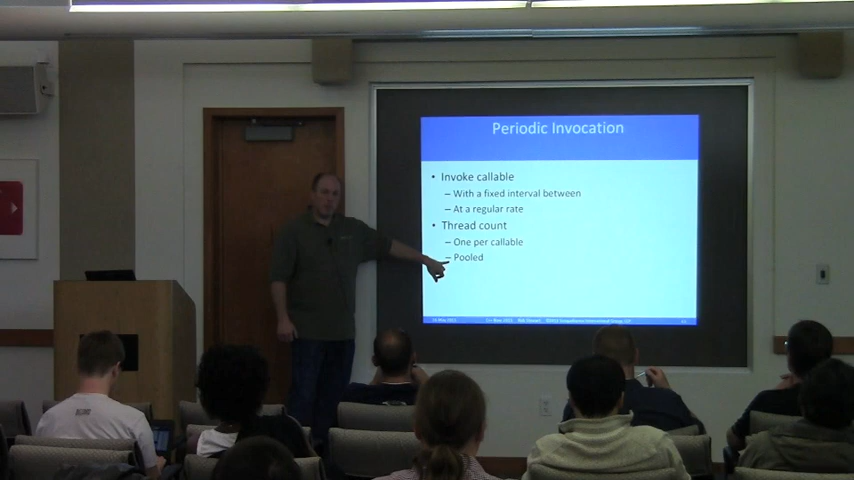 Periodic Invocation
• Invoke callable
– With a fixed interval between
– At a regular rate
• Thread count
– One per callable
– Pooled